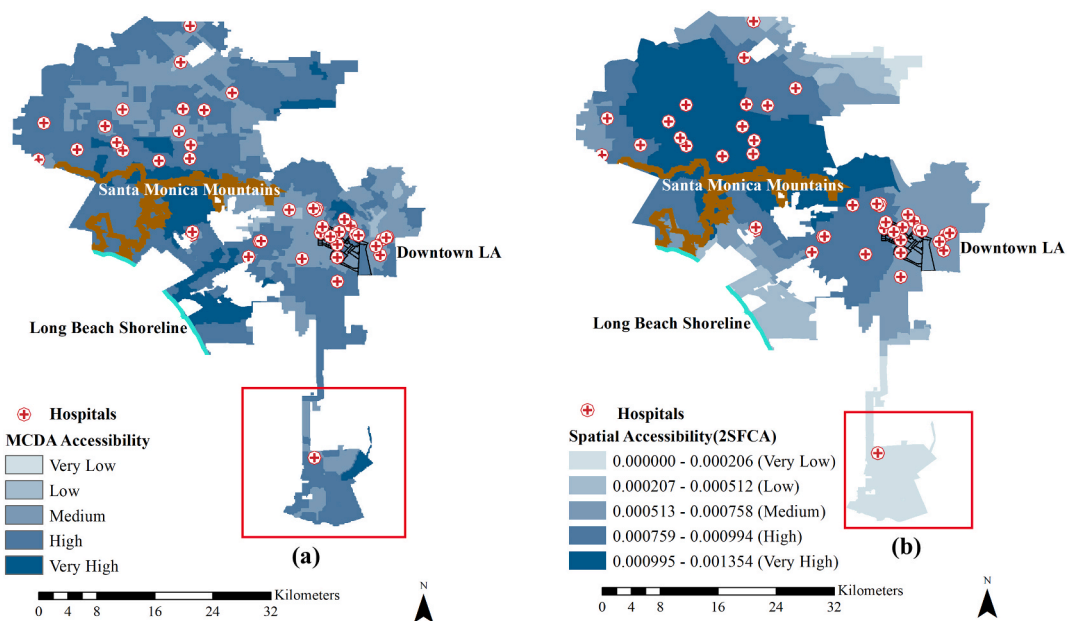 Santa Monica Mountains
Downtown LA
Long Beach Shoreline
Hospitals
MCDA Accessibility
Very Low
Low
Medium
High
Very High
(a)
Kilometers
0 4 8 16 24 32
N
Santa Monica Mountains
Downtown LA
Long Beach Shoreline
Hospitals
Spatial Accessibility(2SFCA)
0.000000 - 0.000206 (Very Low)
0.000207 - 0.000512 (Low)
0.000513 - 0.000758 (Medium)
0.000759 - 0.000994 (High)
0.000995 - 0.001354 (Very High)
(b)
Kilometers
0 4 8 16 24 32
N